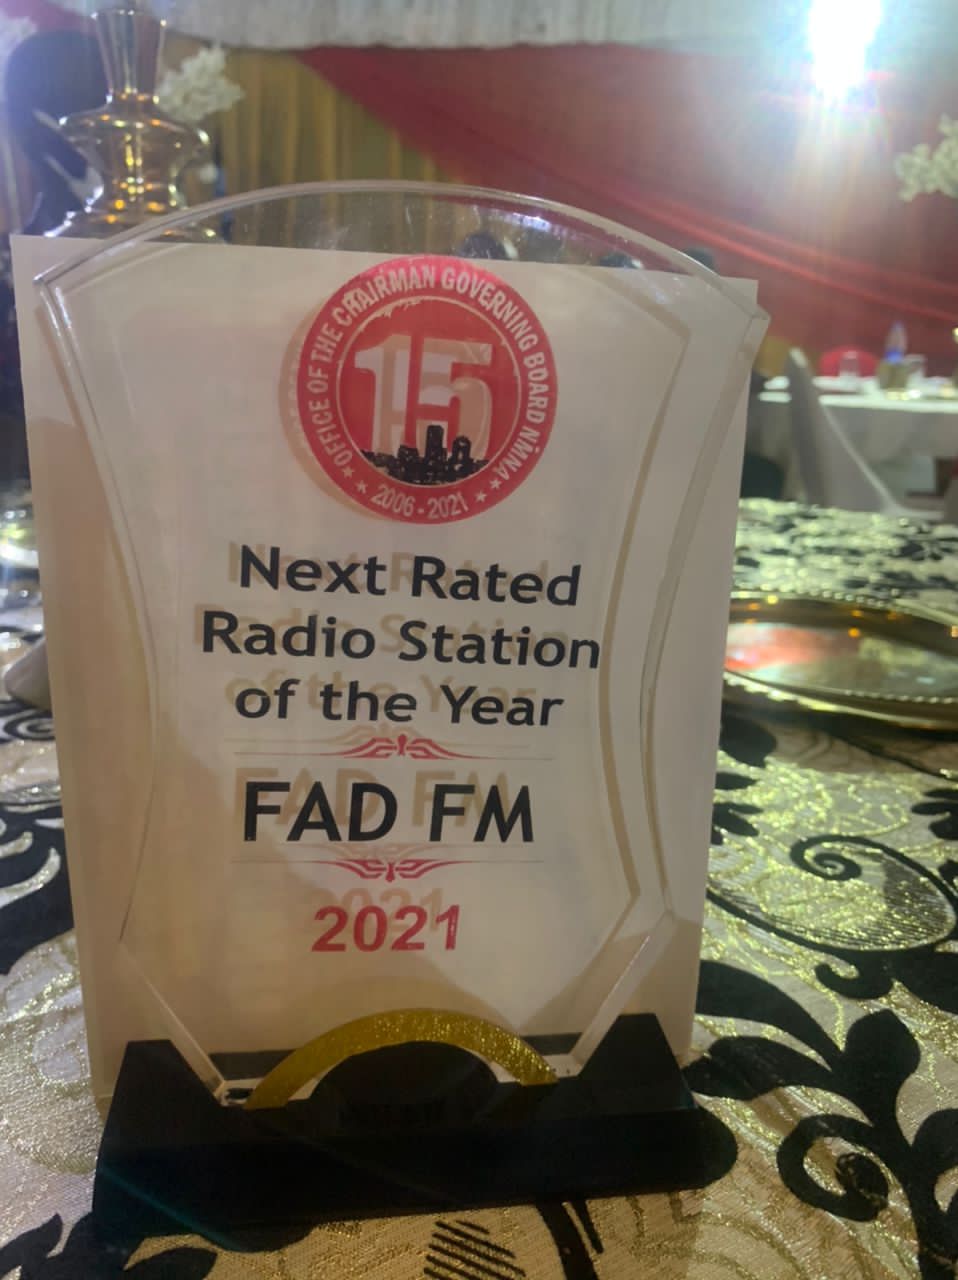 OFFICE OF THE CHAIRMAN GOVERNING BOARD NMNA
15
2006 - 2021
Next Rated
Radio Station
of the Year
FAD FM
2021